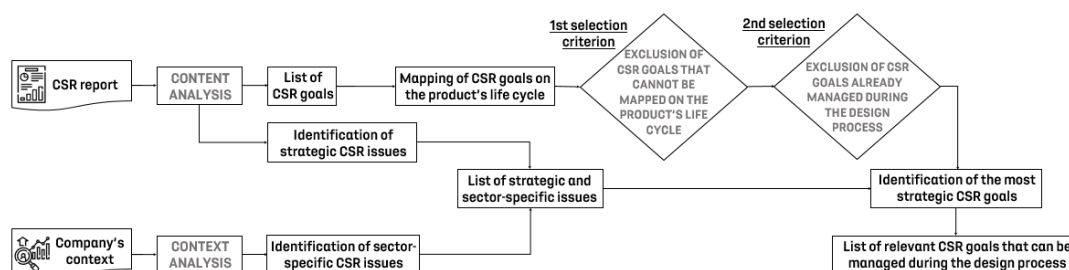 1st selection
criterion
2nd selection
criterion
CSR report
CONTENT
ANALYSIS
List of
CSR goals
Mapping of CSR goals on
the product's life cycle
EXCLUSION OF
CSR GOALS THAT
CANNOT BE
MAPPED ON THE
PRODUCT'S LIFE
CYCLE
EXCLUSION OF CSR
GOALS ALREADY
MANAGED DURING
THE DESIGN
PROCESS
Identification of
strategic CSR issues
List of strategic and
sector-specific issues
Identification of the most
strategic CSR goals
Company's
context
CONTEXT
ANALYSIS
Identification of sector-
specific CSR issues
List of relevant CSR goals that can be
managed during the design process